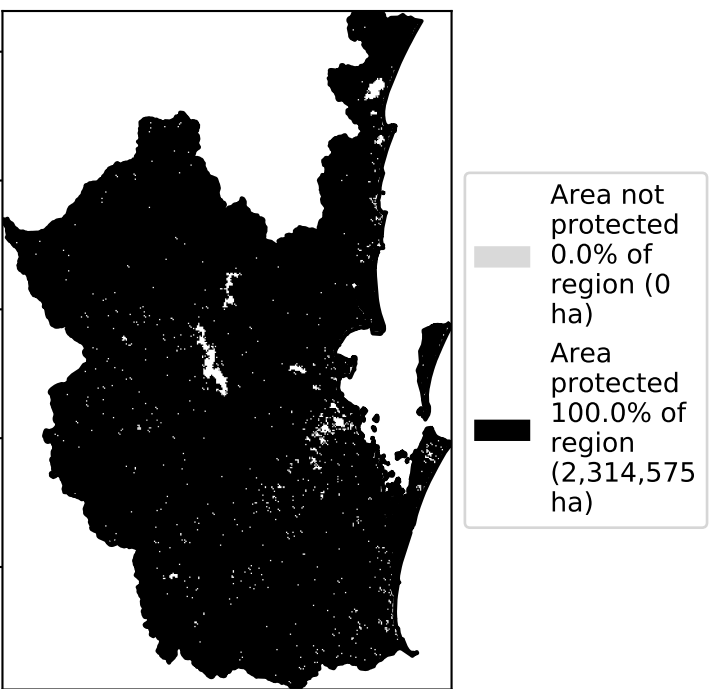 Area not
protected
0.0% of
region (0
ha)
Area
protected
100.0% of
region
(2,314,575
ha)